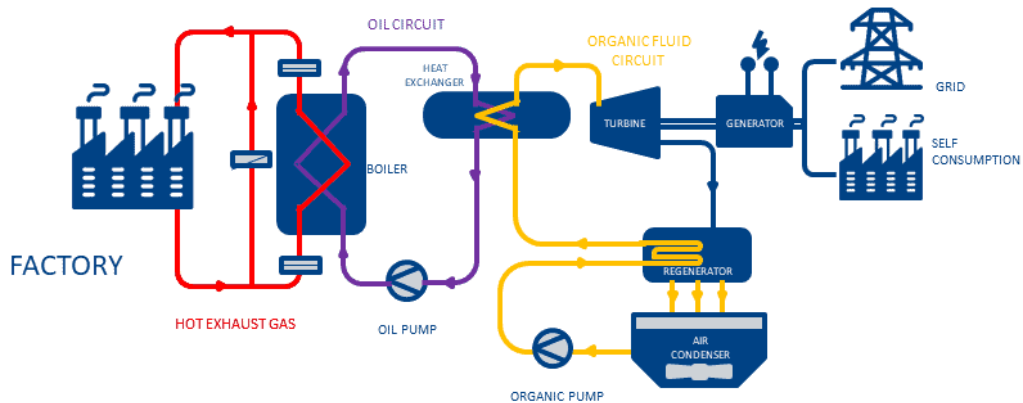 OIL CIRCUIT
ORGANIC FLUID
CIRCUIT
HEAT
EXCHANGER
GRID
TURBINE
GENERATOR
SELF
CONSUMPTION
BOILER
FACTORY
REGENERATOR
HOT EXHAUST GAS
OIL PUMP
AIR
CONDENSER
ORGANIC PUMP